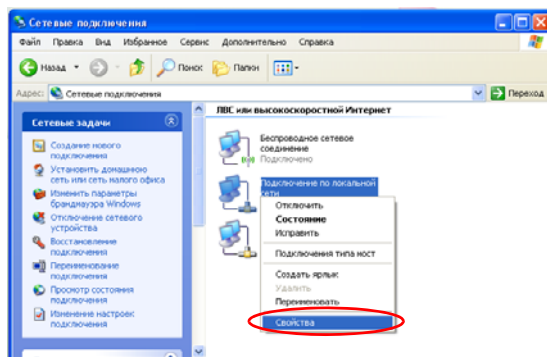 Сетевые подключения
Файл Правка Вид Избранное Сервис Дополнительно Справка
Назад Поиск Папки
Адрес: Сетевые подключения Переход
Сетевые задачи
Создание нового
подключения
Установить домашнюю
сеть или сеть малого офиса
Изменить параметры
брандмауэра Windows
Отключение сетевого
устройства
Восстановление
подключения
Переименование
подключения
Просмотр состояния
подключения
Изменение настроек
подключения
ЛВС или высокоскоростной Интернет
Беспроводное сетевое
соединение
Подключено
Подключение по локальной
сети
Отключить
Состояние
Исправить
Подключения типа мост
Создать ярлык
Удалить
Переименовать
Свойства